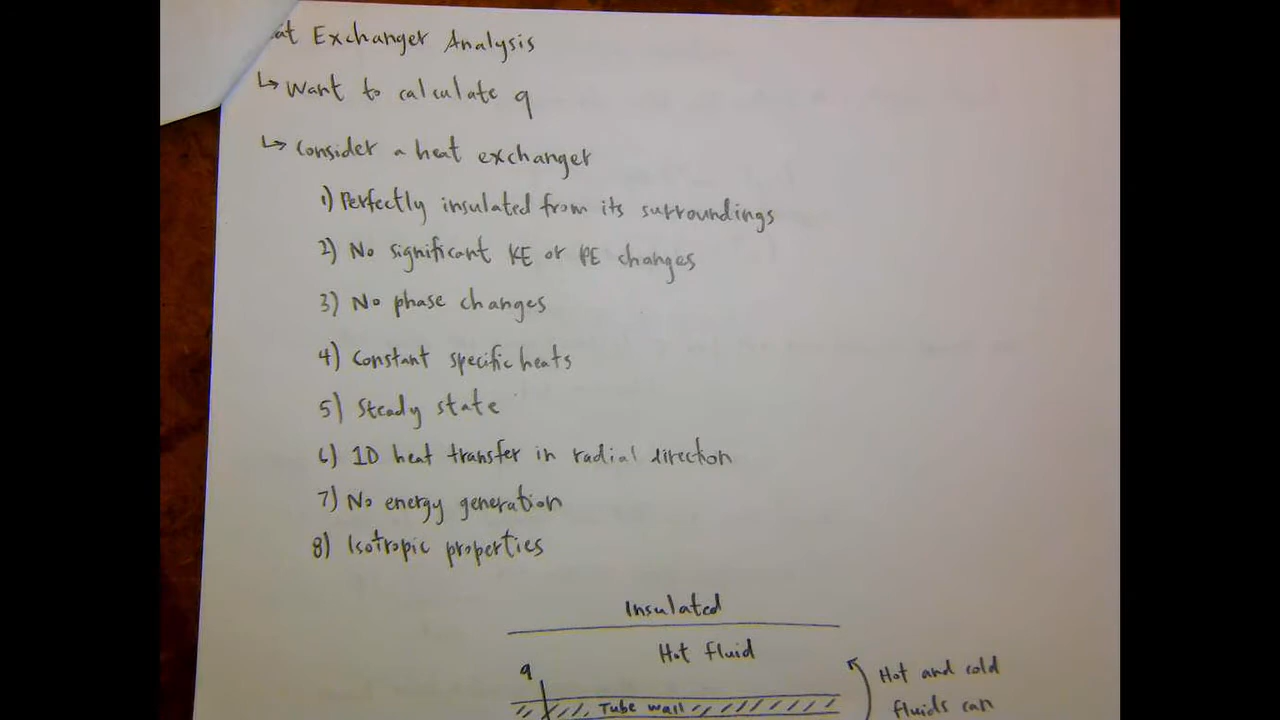 at Exchanger Analysis
↳ Want to calculate q
↳ Consider a heat exchanger
1) Perfectly insulated from its surroundings
2) No significant KE or PE changes
3) No phase changes
4) Constant specific heats
5) Steady state
6) 1D heat transfer in radial direction
7) No energy generation
8) Isotropic properties
Insulated
Hot fluid
q
Tube wall
Hot and cold
fluids can